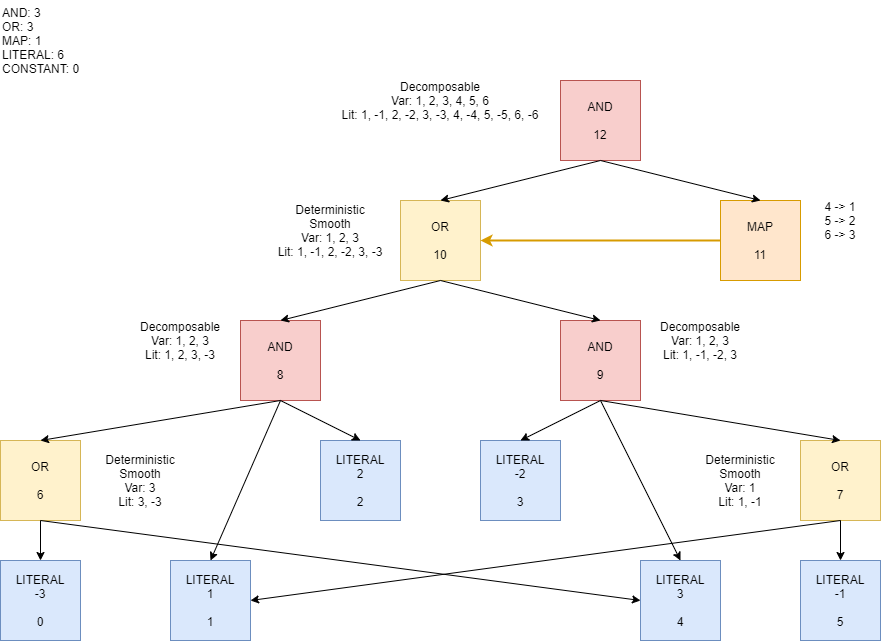 AND: 3
OR: 3
MAP: 1
LITERAL: 6
CONSTANT: 0
Decomposable
Var: 1, 2, 3, 4, 5, 6
Lit: 1, -1, 2, -2, 3, -3, 4, -4, 5, -5, 6, -6
AND
12
Deterministic
Smooth
Var: 1, 2, 3
Lit: 1, -1, 2, -2, 3, -3
OR
10
MAP
11
4 -> 1
5 -> 2
6 -> 3
Decomposable
Var: 1, 2, 3
Lit: 1, 2, 3, -3
AND
8
AND
9
Decomposable
Var: 1, 2, 3
Lit: 1, -1, -2, 3
OR
6
Deterministic
Smooth
Var: 3
Lit: 3, -3
LITERAL
2
2
LITERAL
-2
3
Deterministic
Smooth
Var: 1
Lit: 1, -1
OR
7
LITERAL
-3
0
LITERAL
1
1
LITERAL
3
4
LITERAL
-1
5